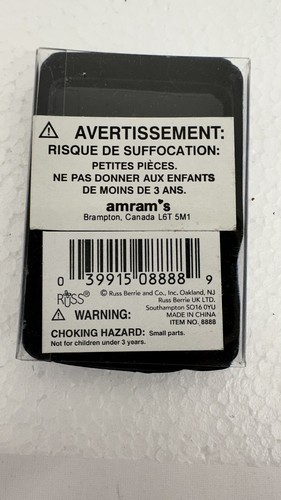 ⚠ AVERTISSEMENT:
RISQUE DE SUFFOCATION:
PETITES PIÈCES.
NE PAS DONNER AUX ENFANTS
DE MOINS DE 3 ANS.
amram's
Brampton, Canada L6T 5M1
0 39915 08888 9
RUSS® © Russ Berrie and Co., Inc. Oakland, NJ
Russ Berrie UK LTD.
Southampton SO16 0YU
⚠ WARNING: MADE IN CHINA
ITEM NO. 8888
CHOKING HAZARD: Small parts.
Not for children under 3 years.